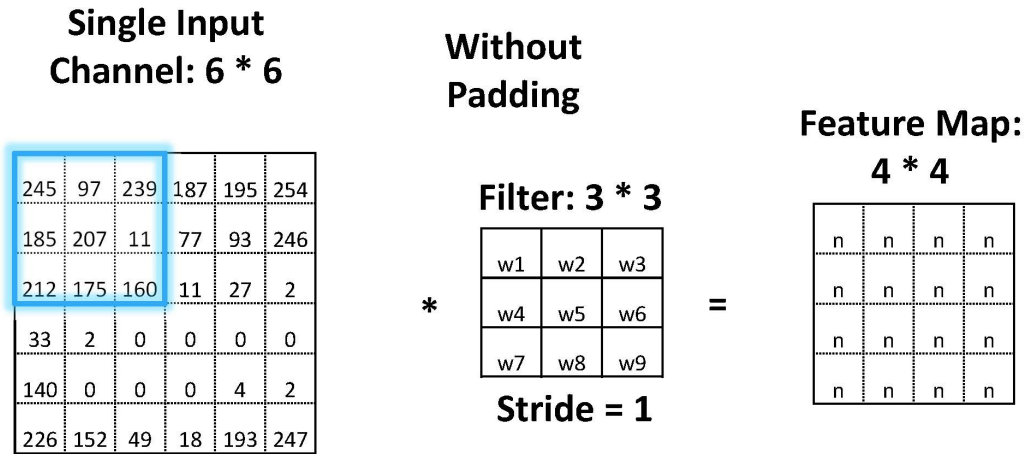 Single Input
Channel: 6 * 6
Without
Padding
Feature Map:
4 * 4
Filter: 3 * 3
245 97 239 187 195 254
185 207 11 77 93 246
212 175 160 11 27 2
33 2 0 0 0 0
140 0 0 0 4 2
226 152 49 18 193 247
*
w1 w2 w3
w4 w5 w6
w7 w8 w9
Stride = 1
=
n n n n
n n n n
n n n n
n n n n